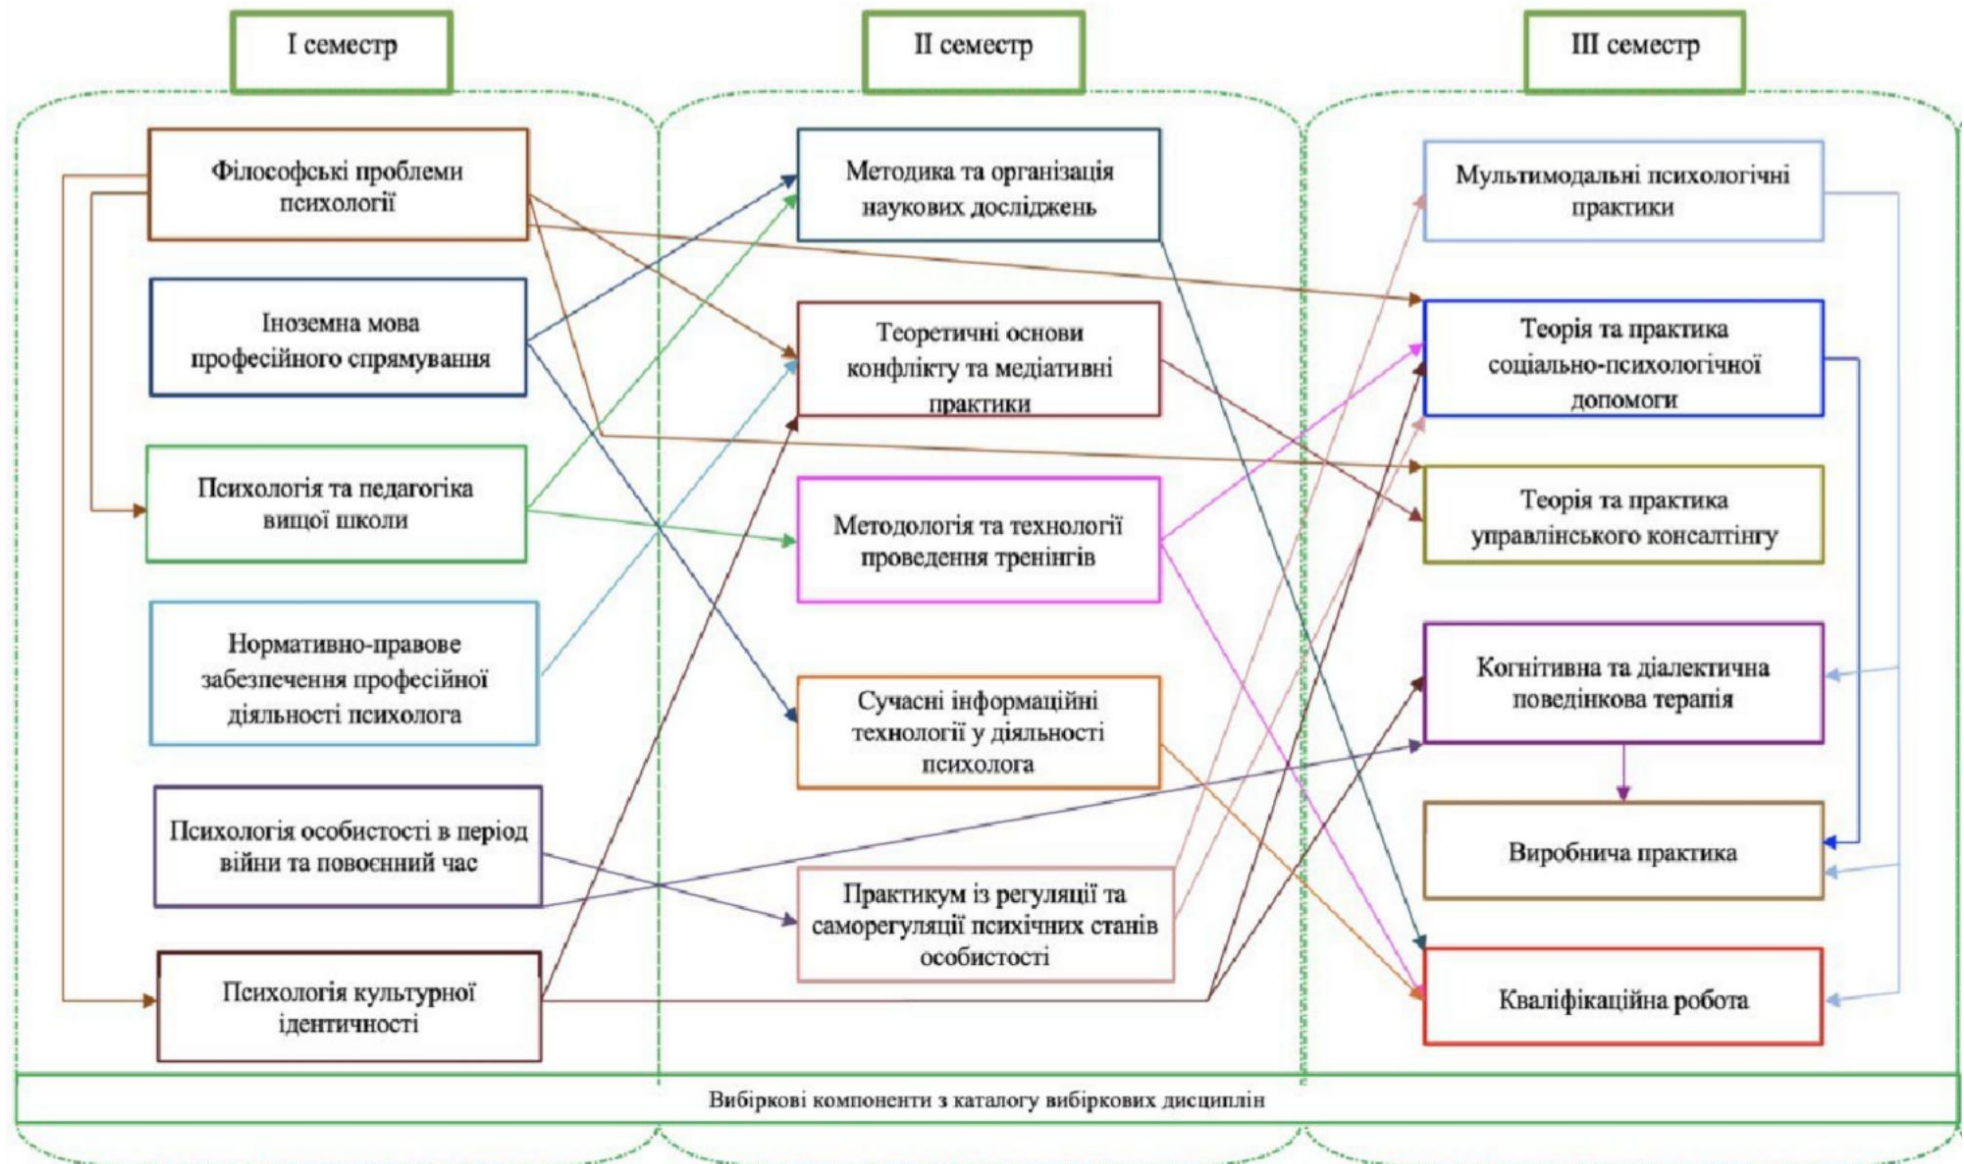 І семестр
ІІ семестр
ІІІ семестр
Філософські проблеми
психології
Іноземна мова
професійного спрямування
Психологія та педагогіка
вищої школи
Нормативно-правове
забезпечення професійної
діяльності психолога
Психологія особистості в період
війни та повоєнний час
Психологія культурної
ідентичності
Методика та організація
наукових досліджень
Теоретичні основи
конфлікту та медіативні
практики
Методологія та технології
проведення тренінгів
Сучасні інформаційні
технології у діяльності
психолога
Практикум із регуляції та
саморегуляції психічних станів
особистості
Мультимодальні психологічні
практики
Теорія та практика
соціально-психологічної
допомоги
Теорія та практика
управлінського консалтінгу
Когнітивна та діалектична
поведінкова терапія
Виробнича практика
Кваліфікаційна робота
Вибіркові компоненти з каталогу вибіркових дисциплін